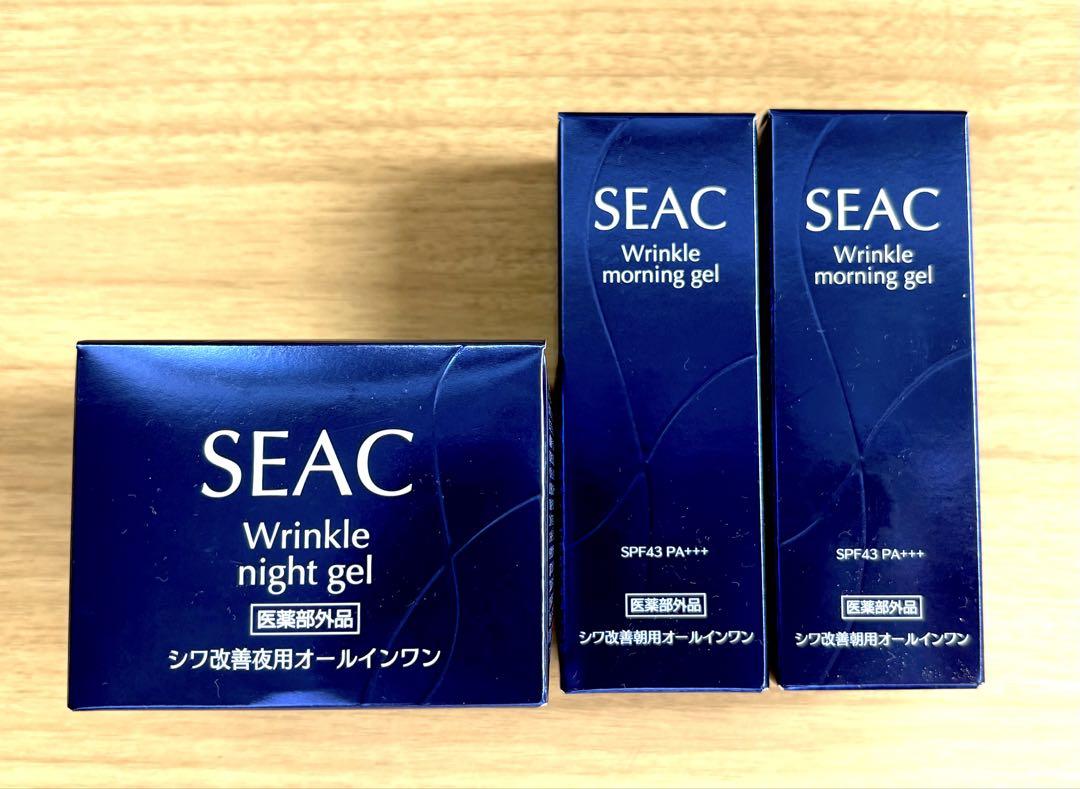 SEAC
Wrinkle
night gel
医薬部外品
シワ改善夜用オールインワン
SEAC
Wrinkle
morning gel
SPF43 PA+++
医薬部外品
シワ改善朝用オールインワン
SEAC
Wrinkle
morning gel
SPF43 PA+++
医薬部外品
シワ改善朝用オールインワン